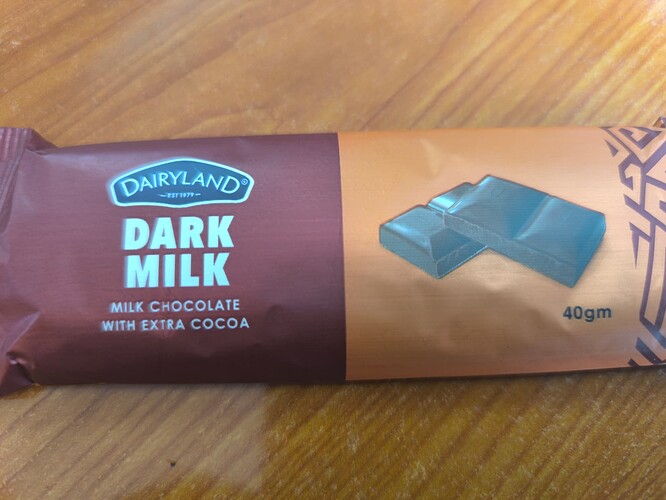 DAIRYLAND®
EST 1979
DARK
MILK
MILK CHOCOLATE
WITH EXTRA COCOA
40gm